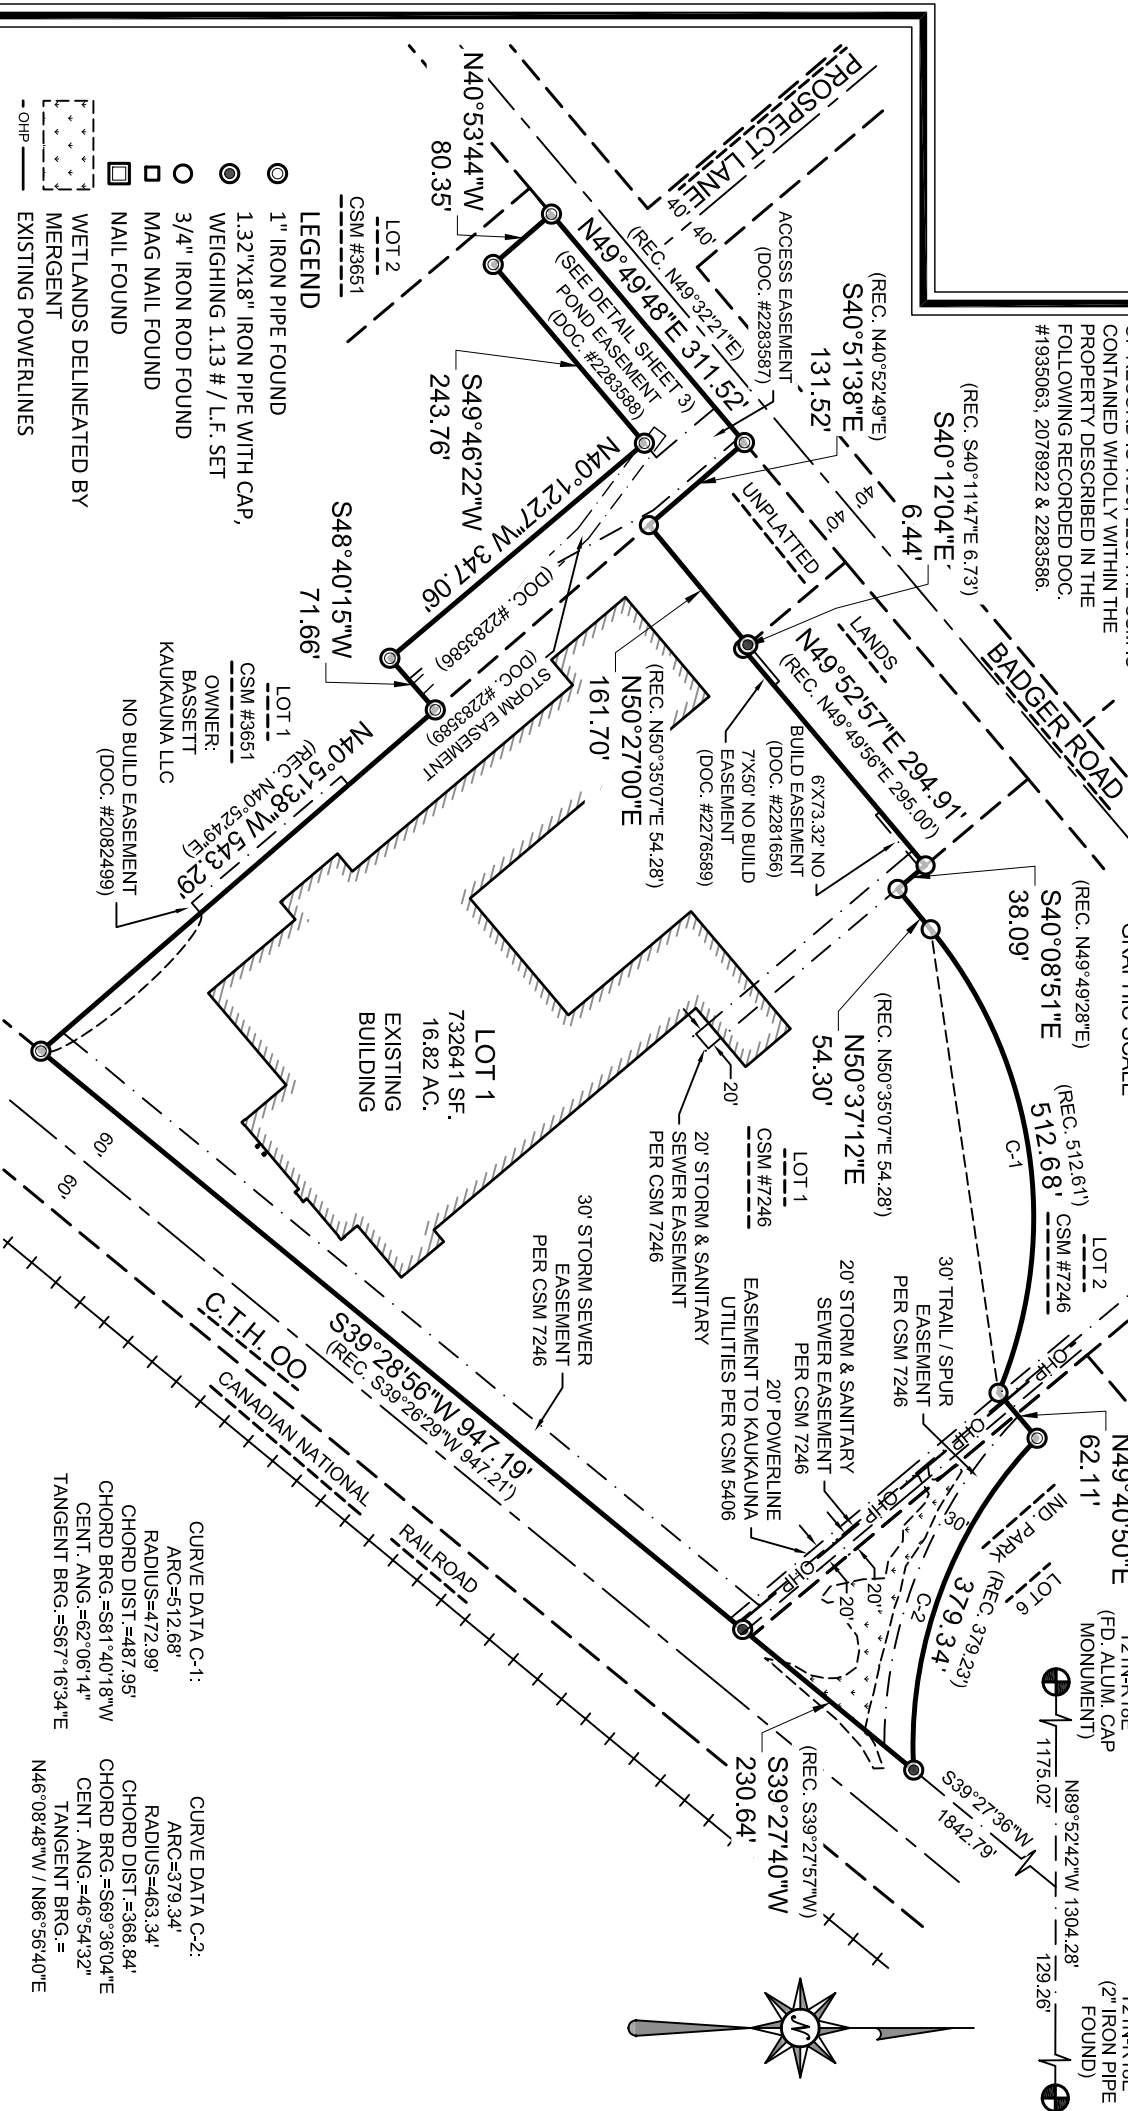 CONTAINED WHOLLY WITHIN THE
PROPERTY DESCRIBED IN THE
FOLLOWING RECORDED DOC.
#1935063, 2078922 & 2283586.
GRAPHIC SCALE
T21N-R18E
(FD. ALUM. CAP
MONUMENT)
(2" IRON PIPE
FOUND)
N89°52'42"W 1304.28'
1175.02'
129.26'
S39°27'36"W
1842.79'
PROSPECT LANE
40'
40'
BADGER ROAD
40'
40'
UNPLATTED
LANDS
ACCESS EASEMENT
(DOC. #2283587)
(REC. N49°32'21"E)
N49°49'48"E 311.52'
(SEE DETAIL SHEET 3)
POND EASEMENT
(DOC. #2283588)
(REC. N40°52'49"E)
S40°51'38"E
131.52'
(REC. S40°11'47"E 6.73')
S40°12'04"E
6.44'
N49°52'57"E 294.91'
(REC. N49°49'56"E 295.00')
(REC. N49°49'28"E)
S40°08'51"E
38.09'
(REC. N50°35'07"E 54.28')
N50°37'12"E
54.30'
(REC. N50°35'07"E 54.28')
N50°27'00"E
161.70'
6'X73.32' NO
BUILD EASEMENT
(DOC. #2281656)
7'X50' NO BUILD
EASEMENT
(DOC. #2276589)
(REC. 512.61')
512.68'
C-1
LOT 2
CSM #7246
LOT 1
CSM #7246
N49°40'50"E
62.11'
IND. PARK
LOT 6
(REC. 379.23')
379.34'
C-2
30' TRAIL / SPUR
EASEMENT
PER CSM 7246
20' STORM & SANITARY
SEWER EASEMENT
PER CSM 7246
20' POWERLINE
EASEMENT TO KAUKAUNA
UTILITIES PER CSM 5406
OHP
OHP
OHP
OHP
30'
20'
20'
20'
20' STORM & SANITARY
SEWER EASEMENT
PER CSM 7246
30' STORM SEWER
EASEMENT
PER CSM 7246
(REC. S39°27'57"W)
S39°27'40"W
230.64'
N40°53'44"W
80.35'
S49°46'22"W
243.76'
N40°12'27"W 347.06'
(DOC. #2283586)
STORM EASEMENT
(DOC. #2283589)
S48°40'15"W
71.66'
LOT 2
CSM #3651
LOT 1
CSM #3651
OWNER:
BASSETT
KAUKAUNA LLC
N40°51'38"W 543.29'
(REC. N40°52'49"E)
NO BUILD EASEMENT
(DOC. #2082499)
LOT 1
732641 SF.
16.82 AC.
EXISTING
BUILDING
S39°28'56"W 947.19'
(REC. S39°26'29"W 947.21')
60
60
C.T.H. OO
CANADIAN NATIONAL
RAILROAD
LEGEND
1" IRON PIPE FOUND
1.32"X18" IRON PIPE WITH CAP,
WEIGHING 1.13 # / L.F. SET
3/4" IRON ROD FOUND
MAG NAIL FOUND
NAIL FOUND
WETLANDS DELINEATED BY
MERGENT
OHP
EXISTING POWERLINES
CURVE DATA C-1:
ARC=512.68'
RADIUS=472.99'
CHORD DIST.=487.95'
CHORD BRG.=S81°40'18"W
CENT. ANG.=62°06'14"
TANGENT BRG.=S67°16'34"E
CURVE DATA C-2:
ARC=379.34'
RADIUS=463.34'
CHORD DIST.=368.84'
CHORD BRG.=S69°36'04"E
CENT. ANG.=46°54'32"
TANGENT BRG.=
N46°08'48"W / N86°56'40"E
N